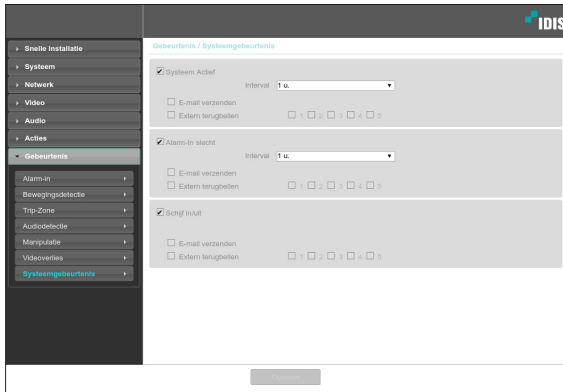 IDIS
Snelle installatie
Systeem
Netwerk
Video
Audio
Acties
Gebeurtenis
Alarm-In
Bewegingsdetectie
Trip-Zone
Audiodetectie
Manipulatie
Videoverlies
Systeemgebeurtenis
Gebeurtenis / Systeemgebeurtenis
Systeem Actief
Interval 1 u.
E-mail verzenden
Extern terugbellen 1 2 3 4 5
Alarm-In slecht
Interval 1 u.
E-mail verzenden
Extern terugbellen 1 2 3 4 5
Schijf in/uit
E-mail verzenden
Extern terugbellen 1 2 3 4 5